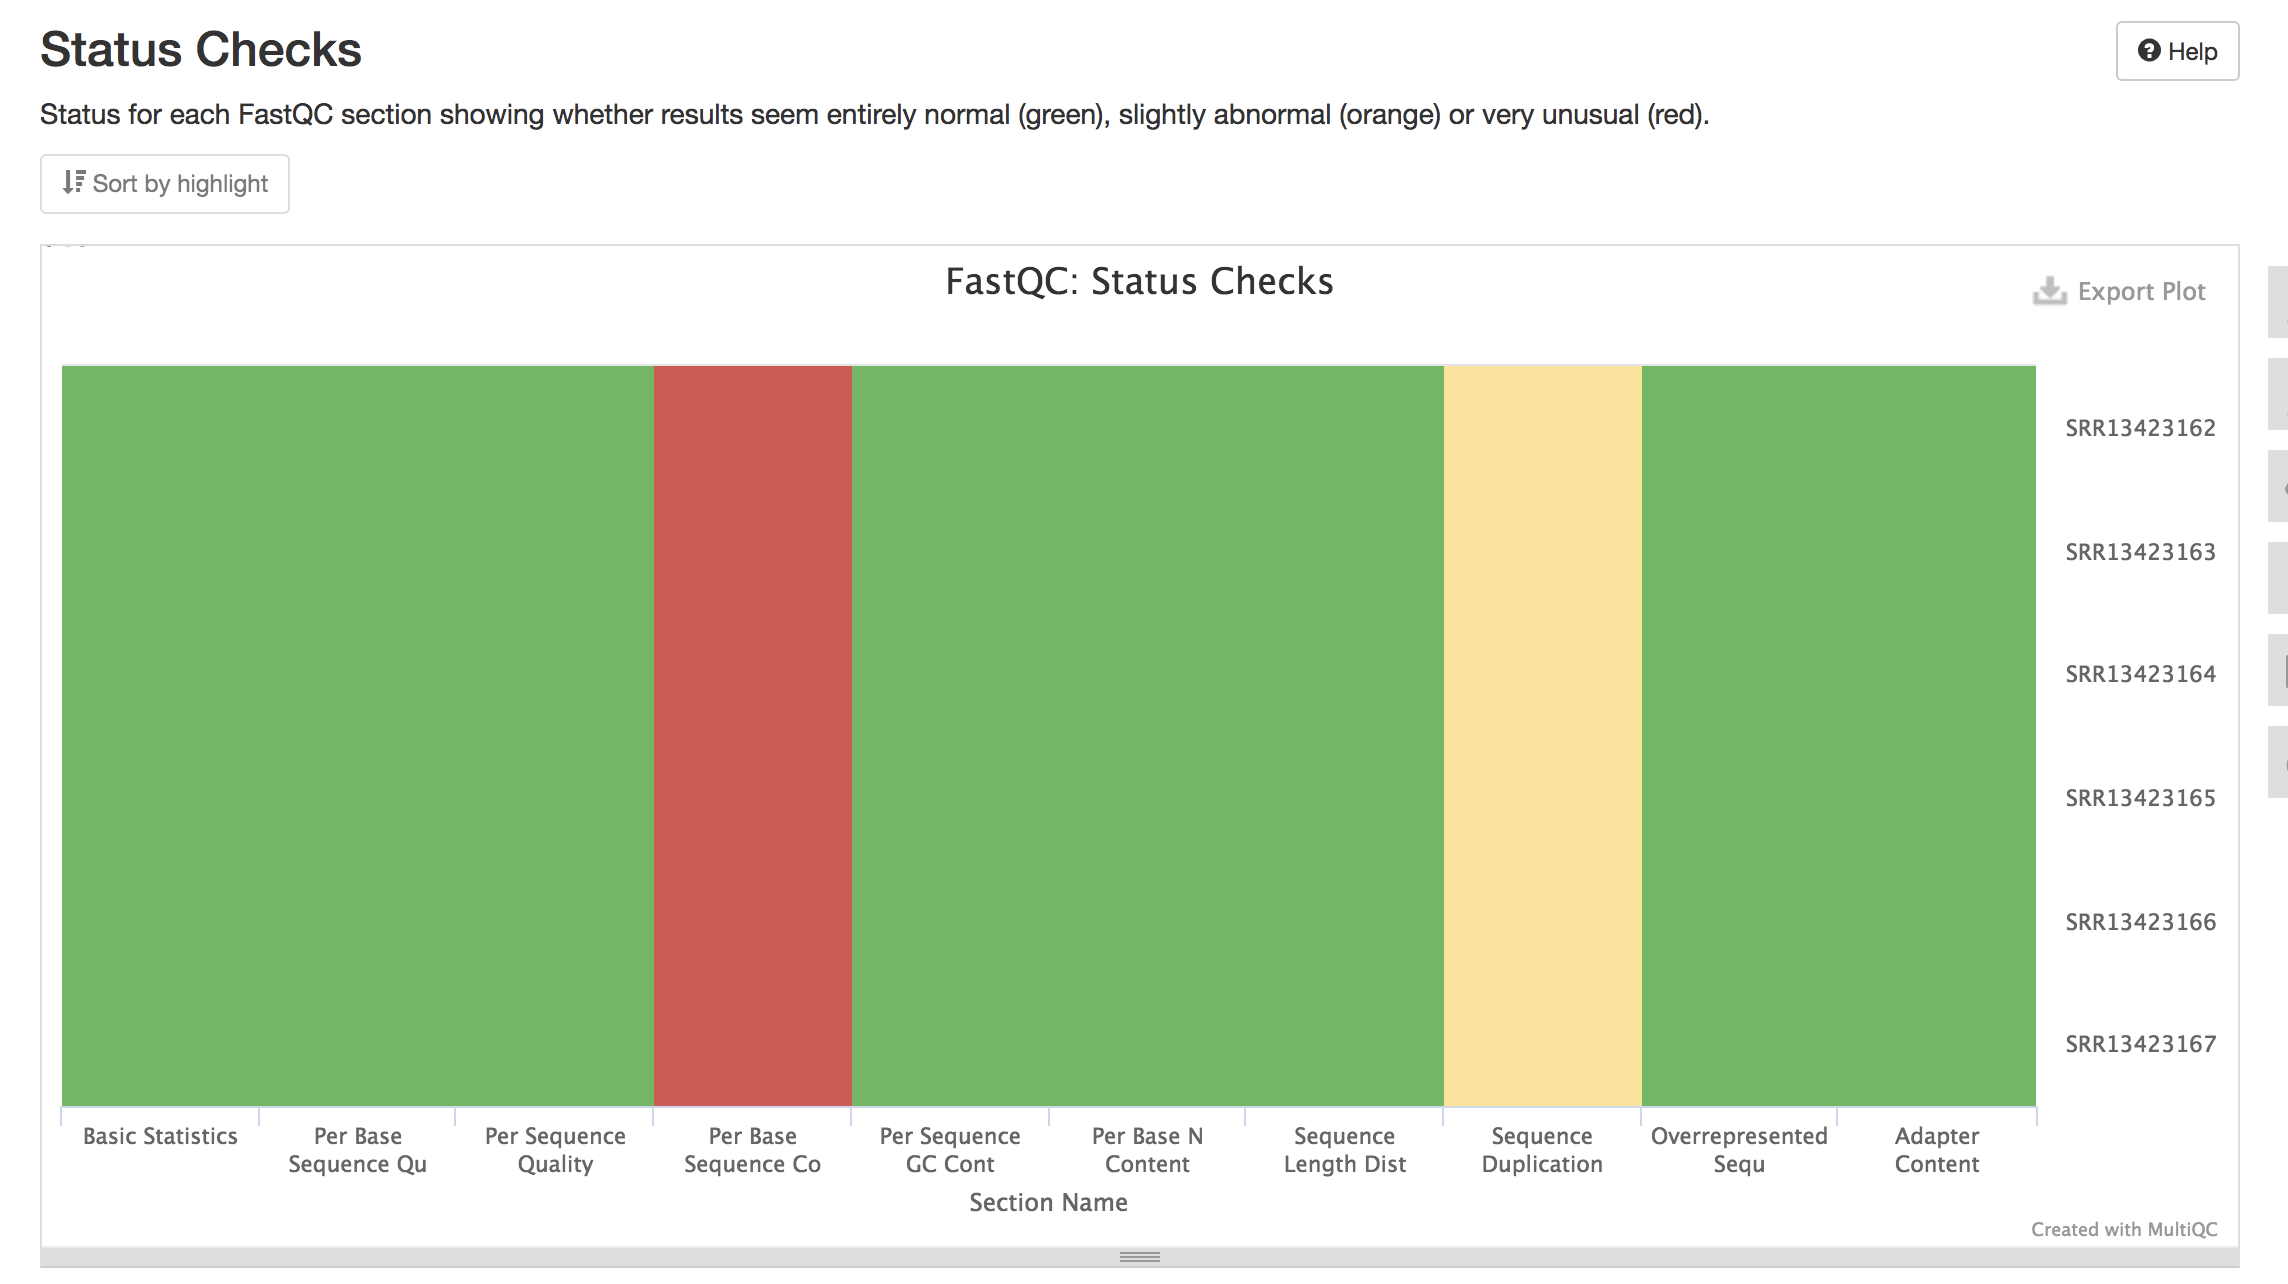 Status Checks
Help
Status for each FastQC section showing whether results seem entirely normal (green), slightly abnormal (orange) or very unusual (red).
Sort by highlight
FastQC: Status Checks
Export Plot
SRR13423162
SRR13423163
SRR13423164
SRR13423165
SRR13423166
SRR13423167
Basic Statistics
Per Base
Sequence Qu
Per Sequence
Quality
Per Base
Sequence Co
Per Sequence
GC Cont
Per Base N
Content
Sequence
Length Dist
Sequence
Duplication
Overrepresented
Sequ
Adapter
Content
Section Name
Created with MultiQC